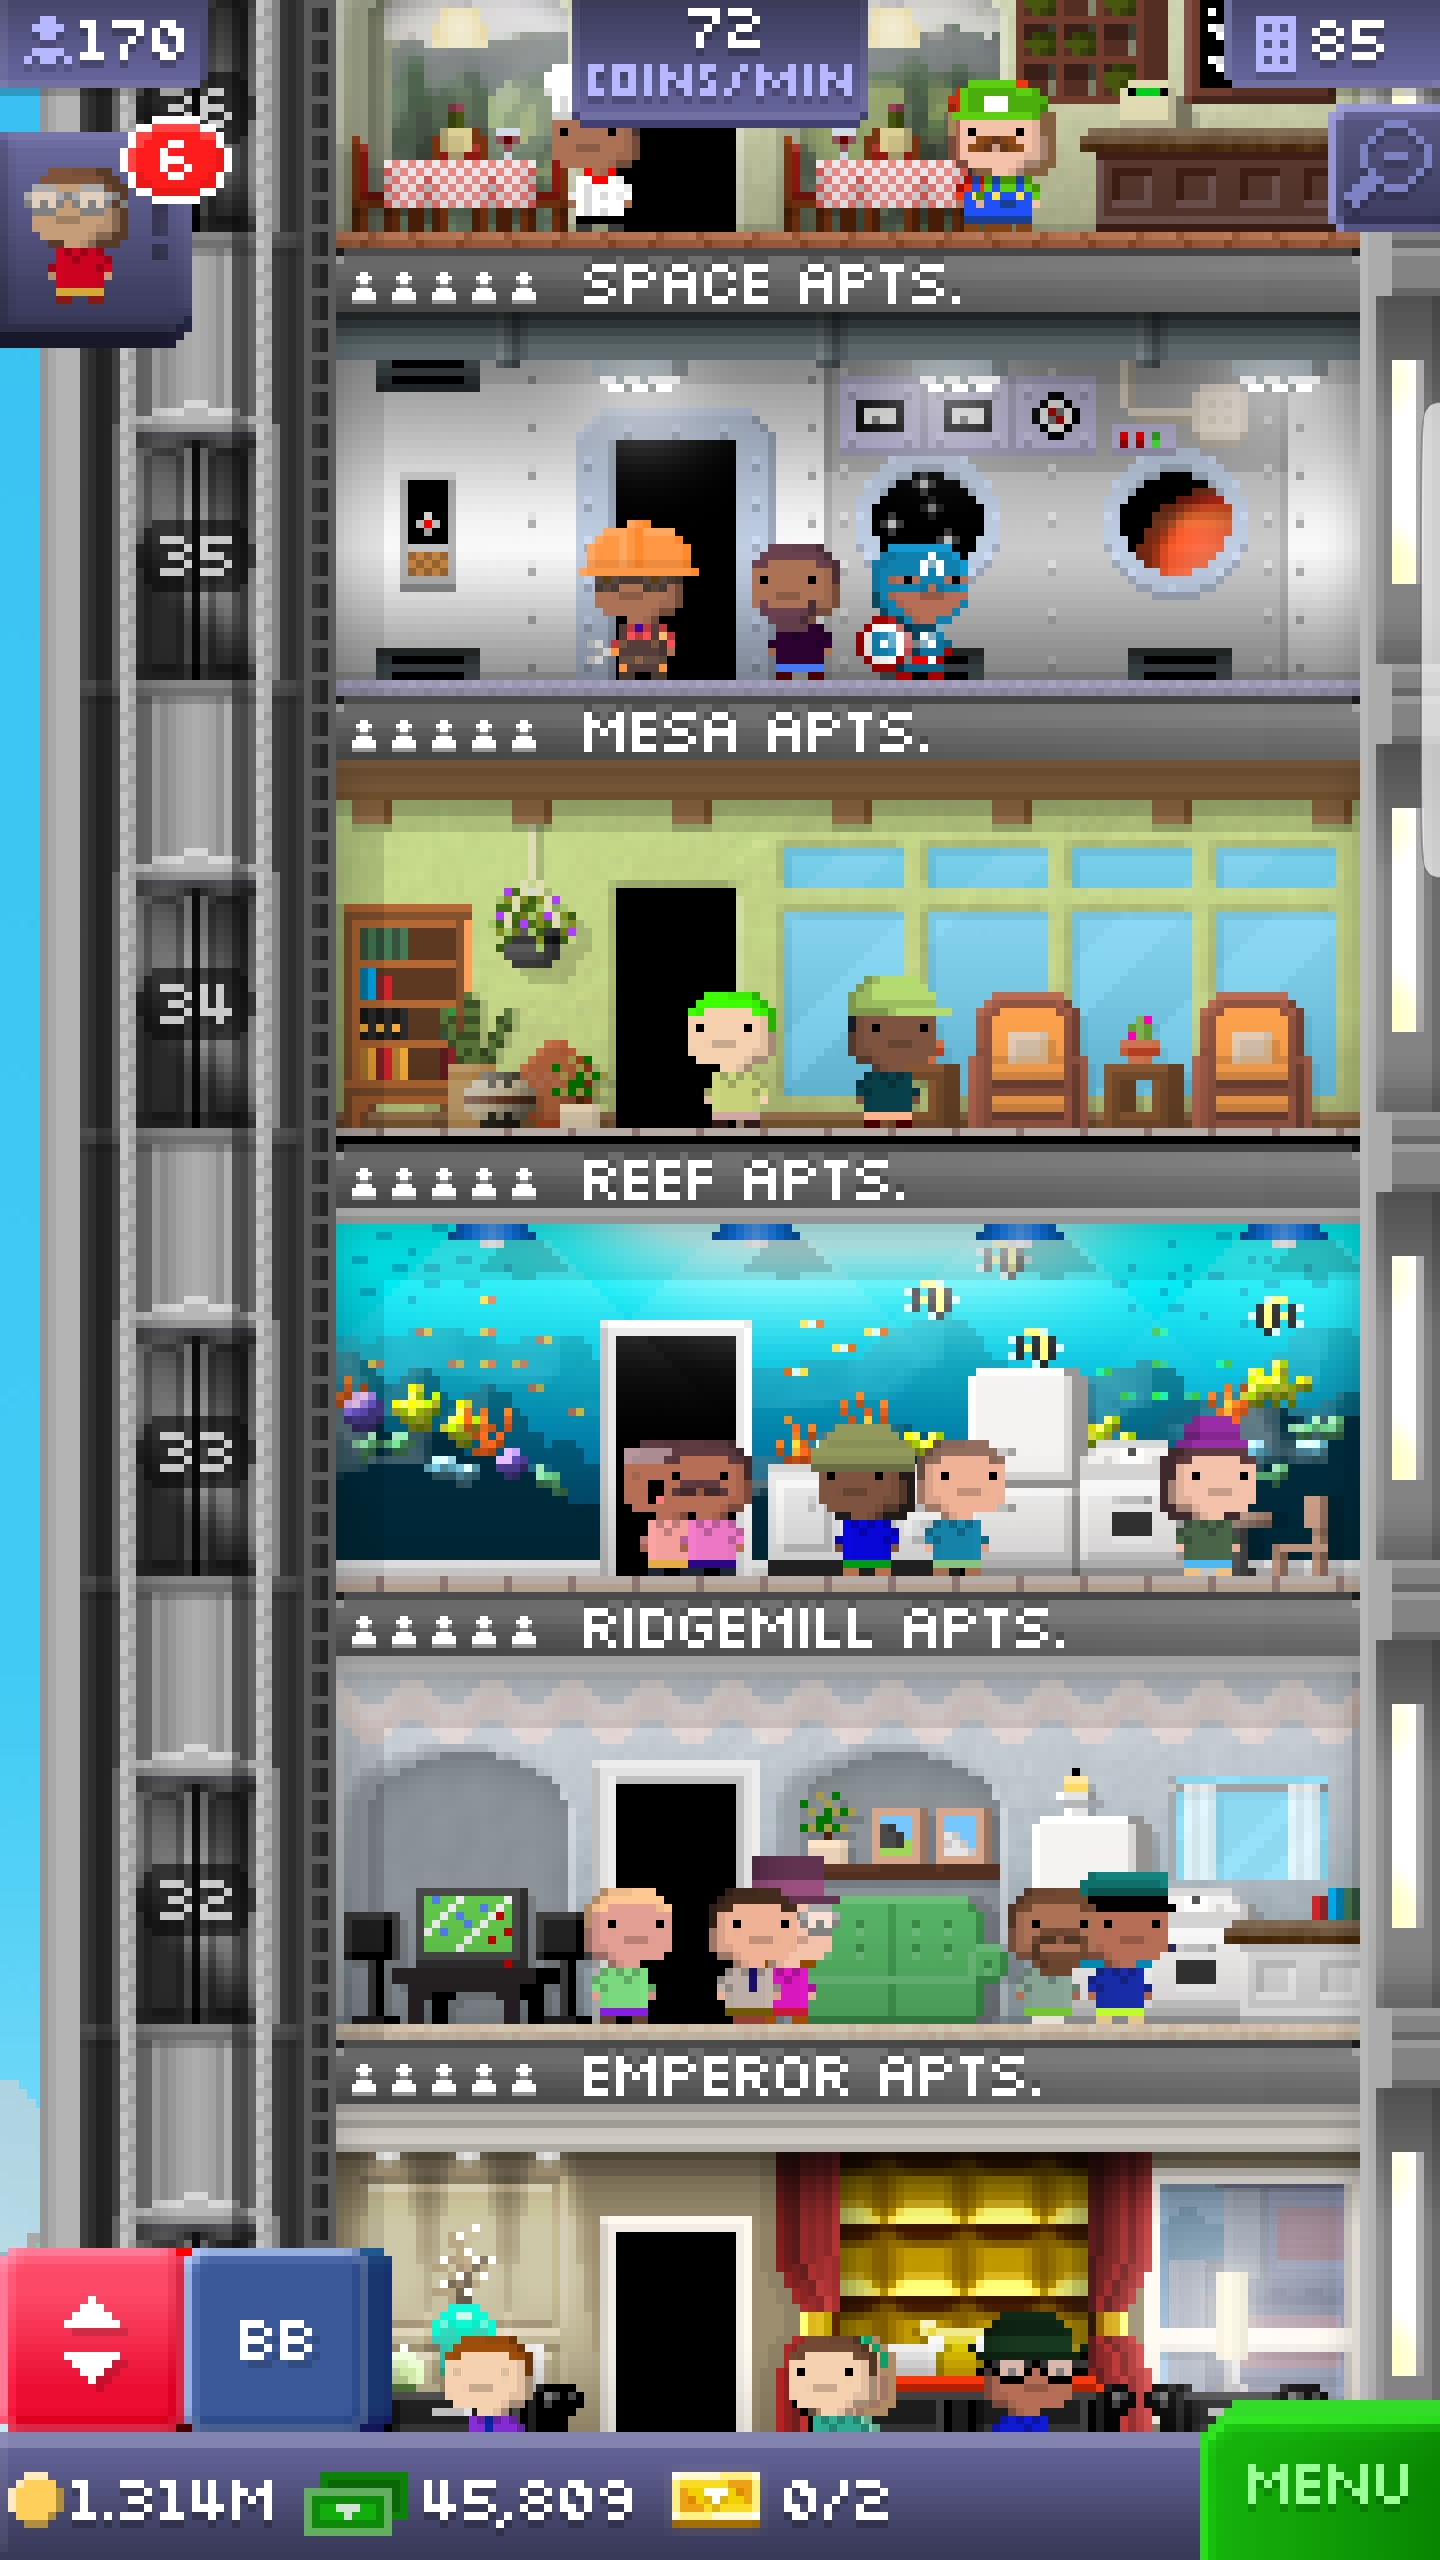 170
72
COINS/MIN
85
6
36
SPACE APTS.
35
MESA APTS.
34
REEF APTS.
33
RIDGEMILL APTS.
32
EMPEROR APTS.
BB
1.314M
45,809
0/2
MENU